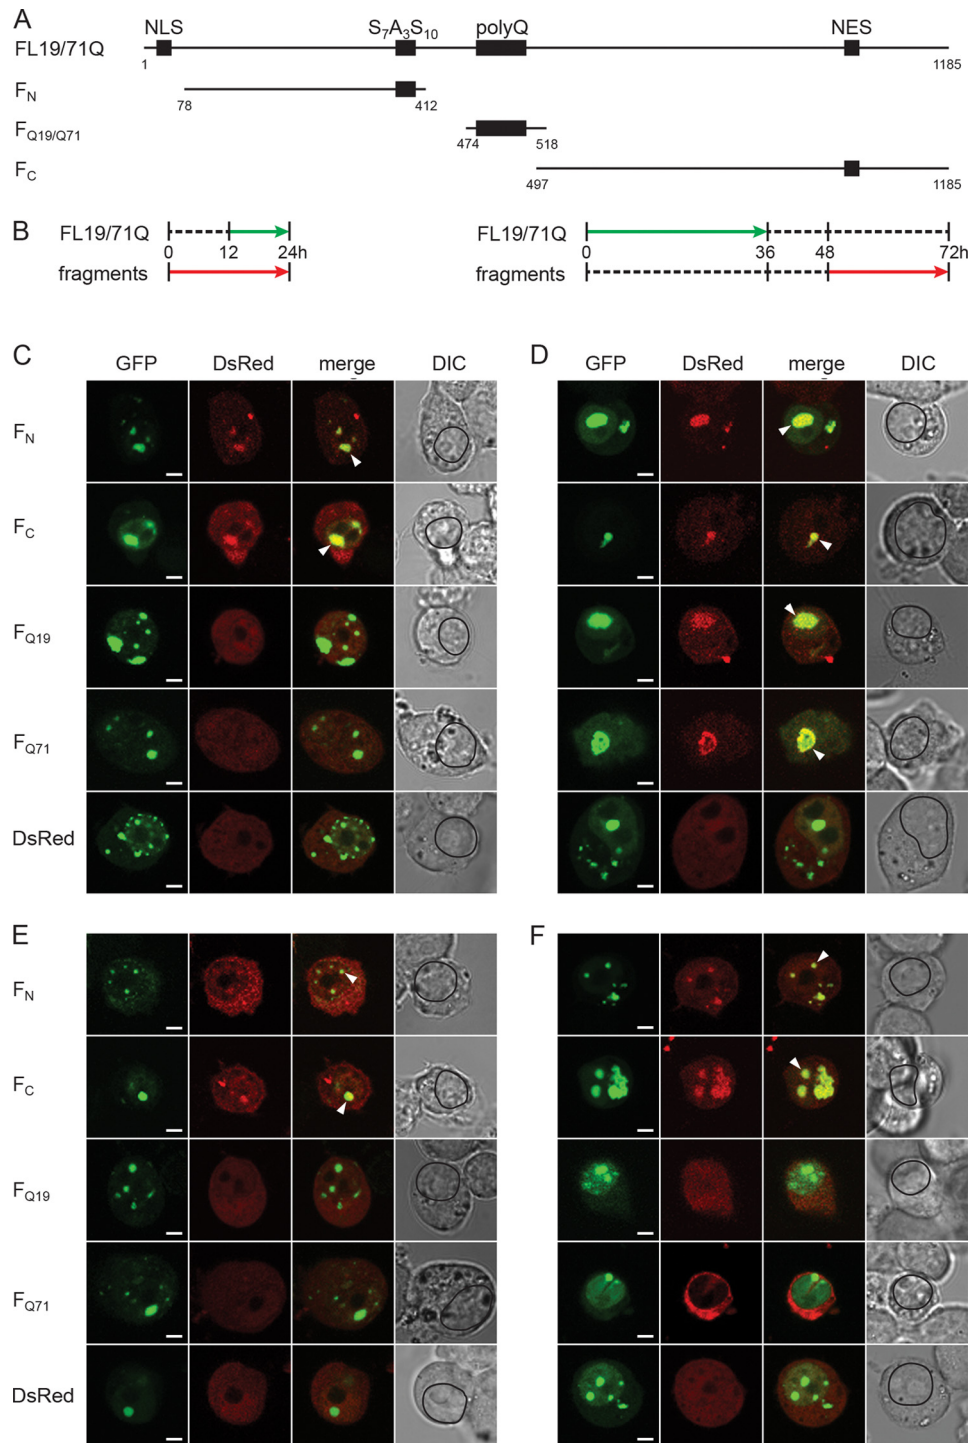 A
NLS S7A3S10 polyQ NES
FL19/71Q
1 1185
FN
78 412
FQ19/Q71
474 518
FC
497 1185
B
FL19/71Q
0 12 24h
fragments
FL19/71Q
0 36 48 72h
fragments
C
GFP DsRed merge DIC
FN
FC
FQ19
FQ71
DsRed
D
GFP DsRed merge DIC
E
FN
FC
FQ19
FQ71
DsRed
F